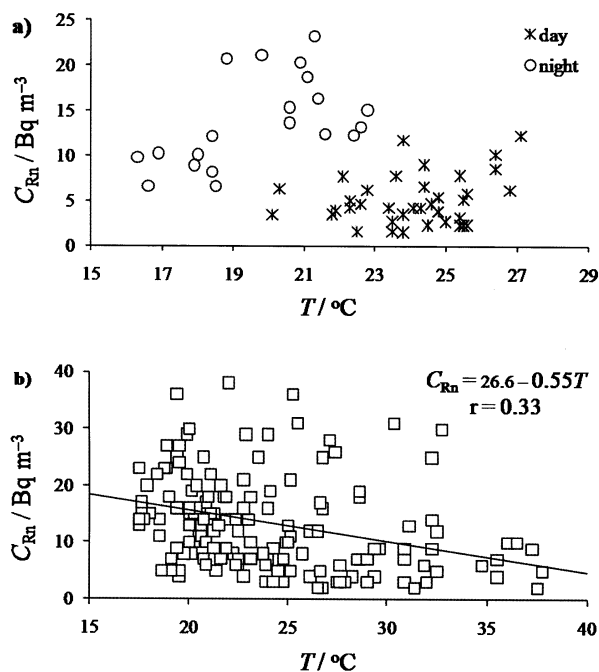 a)
25
20
15
10
5
0
C_Rn / Bq m⁻³
day
night
15 17 19 21 23 25 27 29
T / °C
b)
40
30
20
10
0
C_Rn / Bq m⁻³
C_Rn = 26.6 – 0.55T
r = 0.33
15 20 25 30 35 40
T / °C